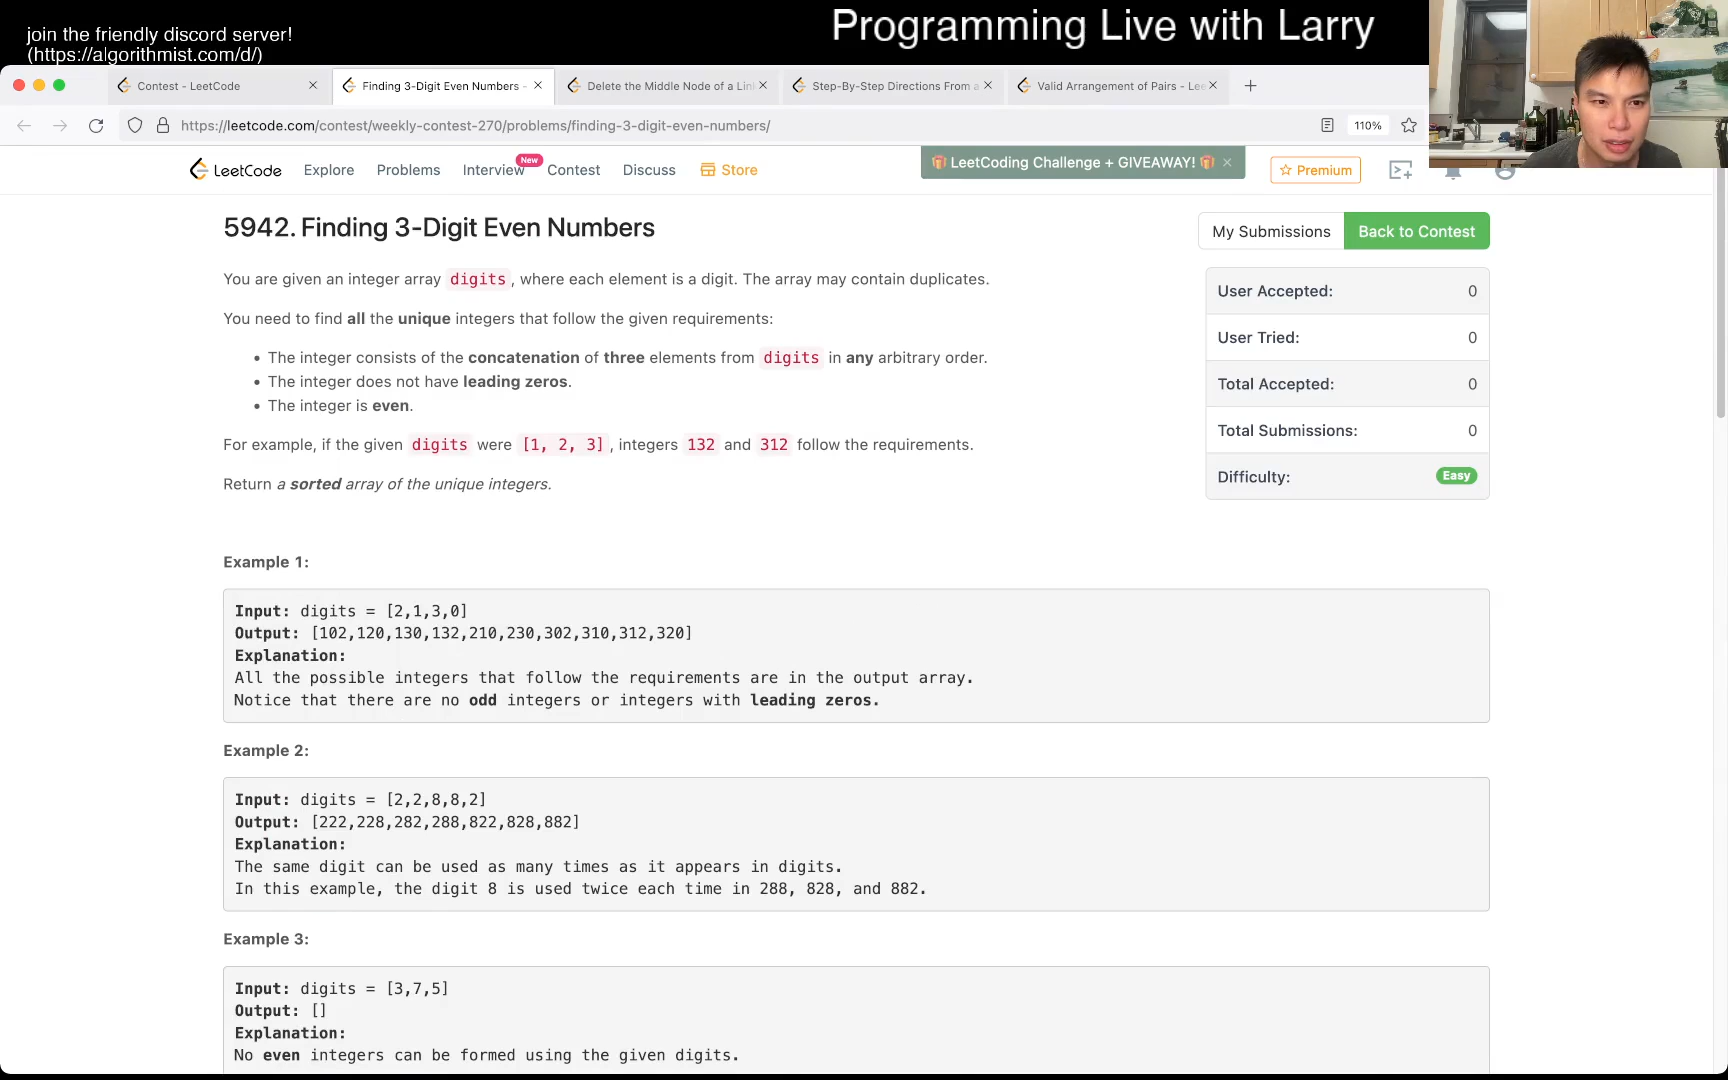 join the friendly discord server!
(https://algorithmist.com/d/)
Programming Live with Larry
Contest - LeetCode
Finding 3-Digit Even Numbers -
Delete the Middle Node of a Lin
Step-By-Step Directions From a
Valid Arrangement of Pairs - Lee
https://leetcode.com/contest/weekly-contest-270/problems/finding-3-digit-even-numbers/
110%
LeetCode
Explore
Problems
Interview
New
Contest
Discuss
Store
LeetCoding Challenge + GIVEAWAY!
Premium
5942. Finding 3-Digit Even Numbers
My Submissions
Back to Contest
You are given an integer array digits, where each element is a digit. The array may contain duplicates.
You need to find all the unique integers that follow the given requirements:
• The integer consists of the concatenation of three elements from digits in any arbitrary order.
• The integer does not have leading zeros.
• The integer is even.
For example, if the given digits were [1, 2, 3], integers 132 and 312 follow the requirements.
Return a sorted array of the unique integers.
User Accepted: 0
User Tried: 0
Total Accepted: 0
Total Submissions: 0
Difficulty: Easy
Example 1:
Input: digits = [2,1,3,0]
Output: [102,120,130,132,210,230,302,310,312,320]
Explanation:
All the possible integers that follow the requirements are in the output array.
Notice that there are no odd integers or integers with leading zeros.
Example 2:
Input: digits = [2,2,8,8,2]
Output: [222,228,282,288,822,828,882]
Explanation:
The same digit can be used as many times as it appears in digits.
In this example, the digit 8 is used twice each time in 288, 828, and 882.
Example 3:
Input: digits = [3,7,5]
Output: []
Explanation:
No even integers can be formed using the given digits.